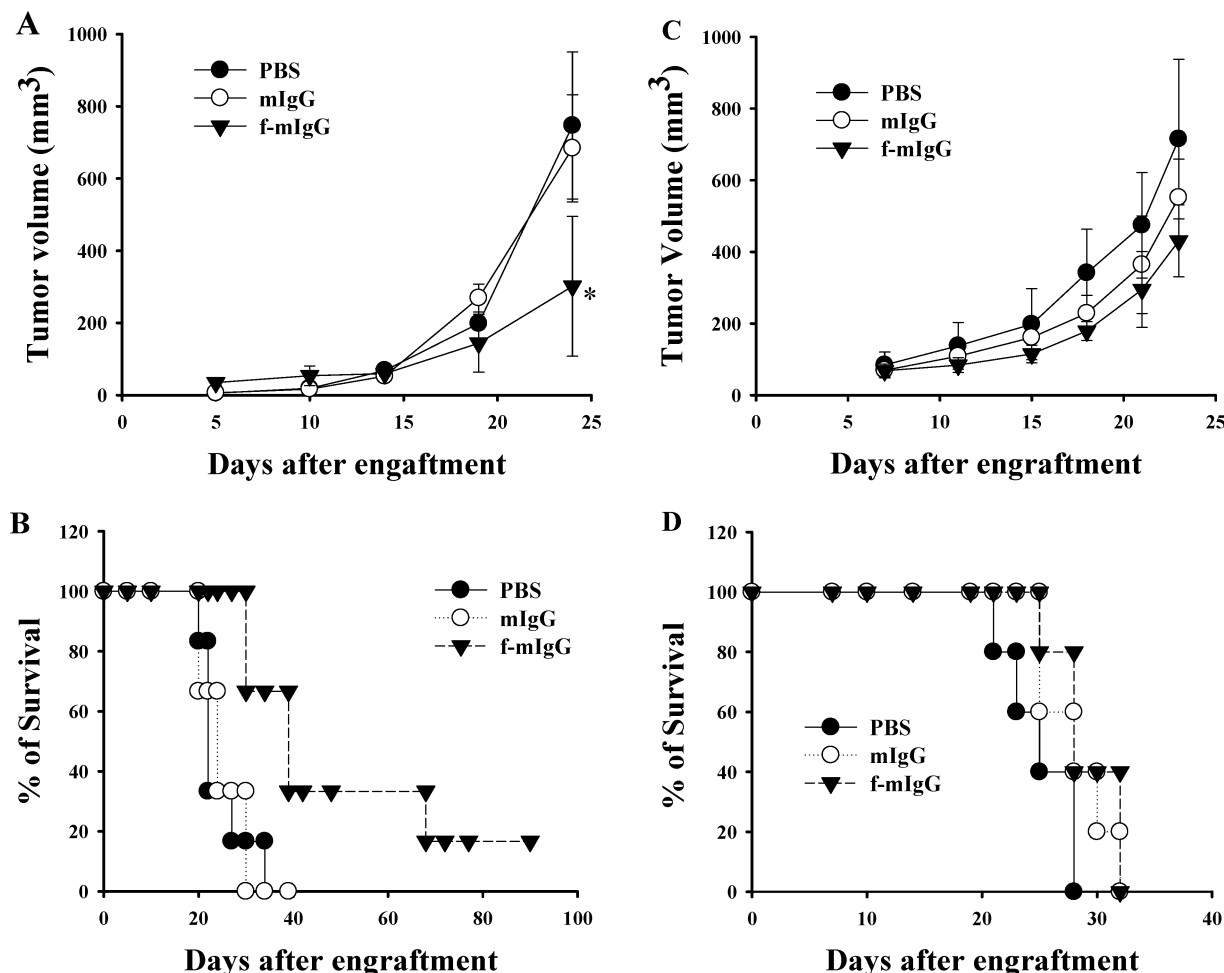 A
Tumor volume (mm3)
1000
800
600
400
200
0
PBS
mIgG
f-mIgG
*
0 5 10 15 20 25
Days after engaftment
C
Tumor Volume (mm3)
1000
800
600
400
200
0
PBS
mIgG
f-mIgG
0 5 10 15 20 25
Days after engraftment
B
% of Survival
120
100
80
60
40
20
0
PBS
mIgG
f-mIgG
0 20 40 60 80 100
Days after engraftment
D
% of Survival
120
100
80
60
40
20
0
PBS
mIgG
f-mIgG
0 10 20 30 40
Days after engraftment